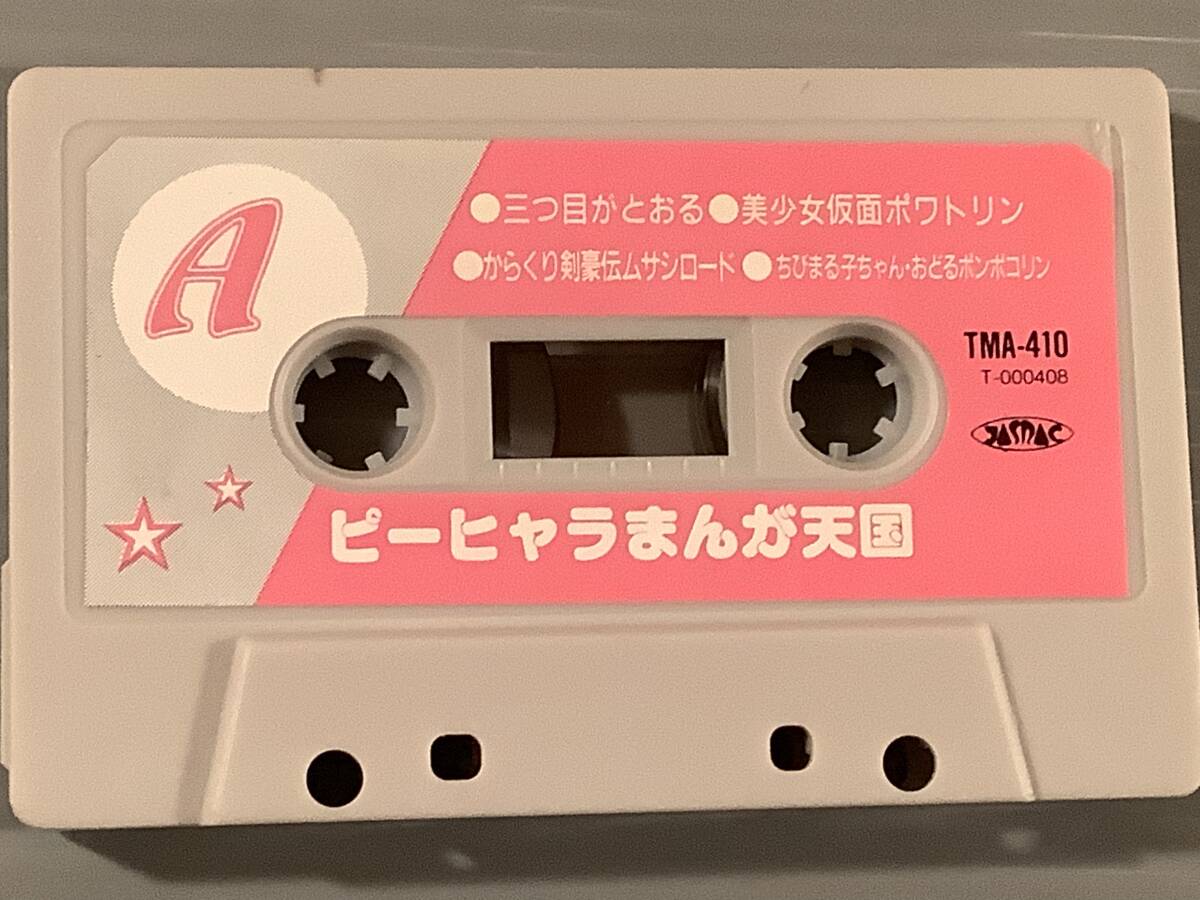 A
●三つ目がとおる●美少女仮面ポワトリン
●からくり剣豪伝ムサシロード●ちびまる子ちゃん・おどるポンポコリン
TMA-410
T-000408
JASRAC
ピーヒャラまんが天国